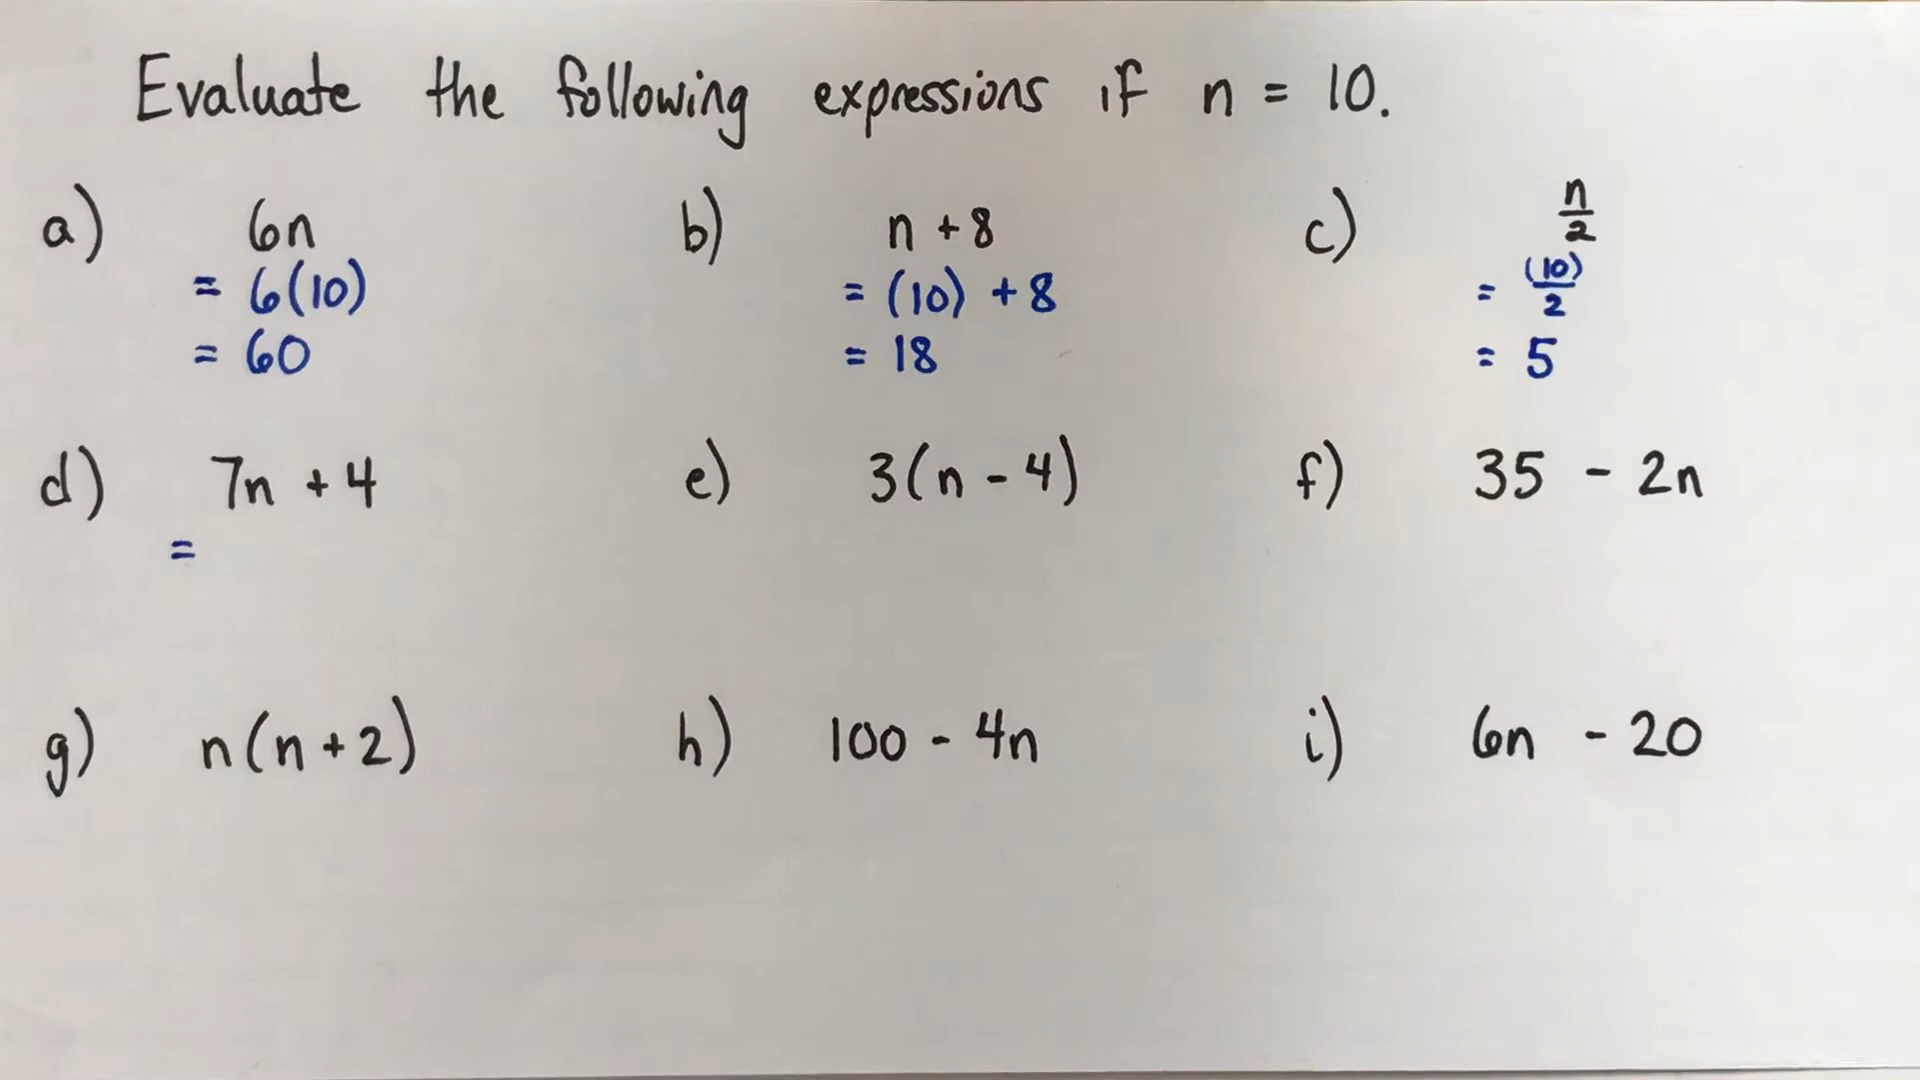 Evaluate the following expressions if n = 10.
a) 6n
= 6(10)
= 60
b) n + 8
= (10) + 8
= 18
c) n/2
= (10)/2
= 5
d) 7n + 4
=
e) 3(n - 4)
f) 35 - 2n
g) n(n + 2)
h) 100 - 4n
i) 6n - 20